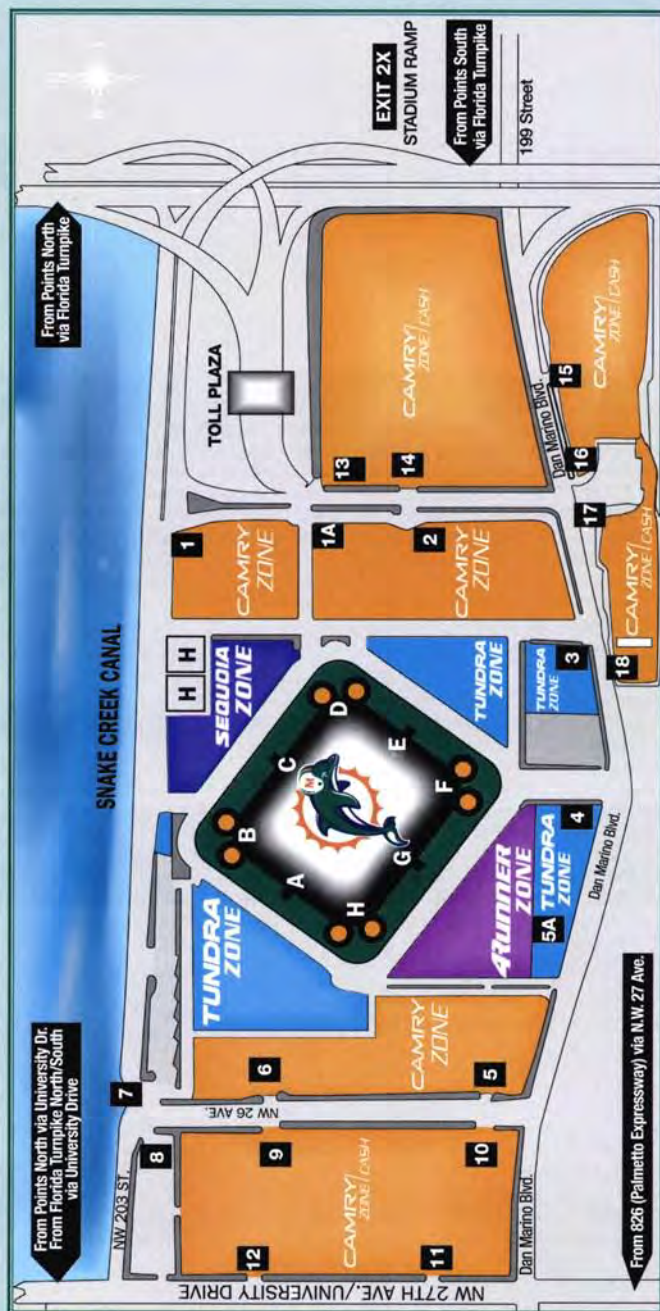 From Points North via University Dr.
From Florida Turnpike North/South
via University Drive
From Points North
via Florida Turnpike
SNAKE CREEK CANAL
EXIT 2X
STADIUM RAMP
From Points South
via Florida Turnpike
199 Street
TOLL PLAZA
7
NW 203 ST.
8
H
H
H
1
SEQUOIA
ZONE
CAMRY
ZONE
TUNDRA
ZONE
B
C
D
A
M
E
H
G
F
1A
13
14
2
CAMRY
ZONE
CAMRY
ZONE CASH
6
NW 26 AVE.
9
12
CAMRY
ZONE
CAMRY
ZONE CASH
5
10
11
4RUNNER
ZONE
5A
TUNDRA
ZONE
4
TUNDRA
ZONE
TUNDRA
ZONE
3
Dan Marino Blvd.
15
16
CAMRY
ZONE CASH
17
CAMRY
ZONE CASH
18
Dan Marino Blvd.
Dan Marino Blvd.
NW 27TH AVE./UNIVERSITY DRIVE
From 826 (Palmetto Expressway) via N.W. 27 Ave.